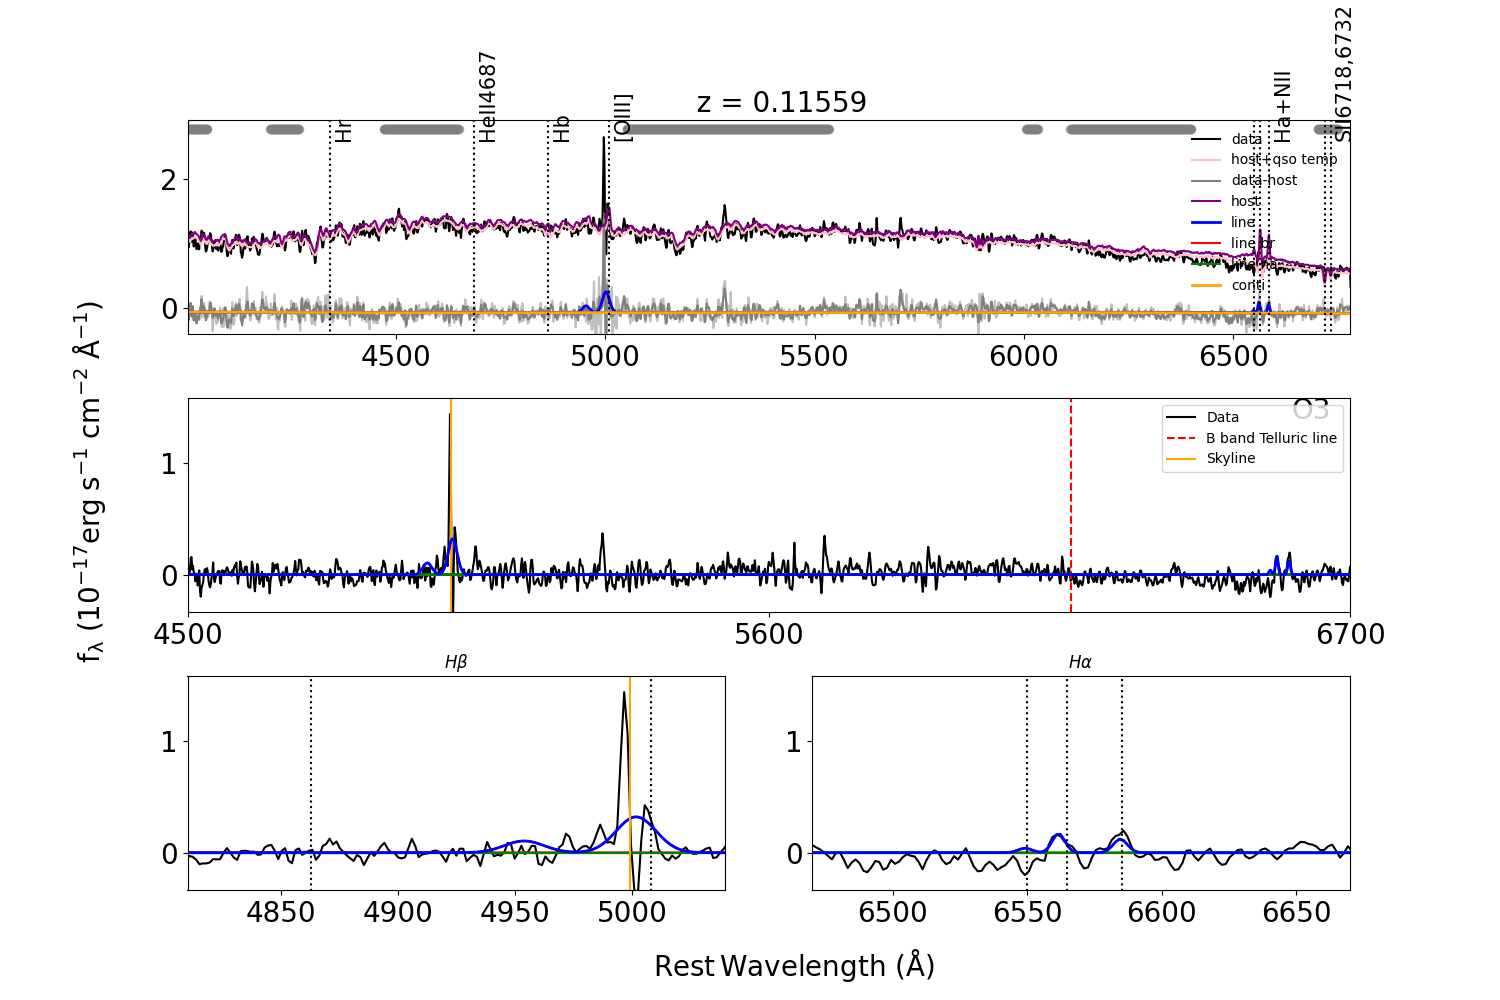 z = 0.11559
Hr
HeII4687
Hb
[OIII]
Ha+NII
SII6718,6732
data
host+qso temp
data-host
host
line
line br
conti
2
0
4500 5000 5500 6000 6500
O3
Data
B band Telluric line
Skyline
1
0
4500 5600 6700
fλ (10⁻¹⁷erg s⁻¹ cm⁻² Å⁻¹)
Hβ
1
0
4850 4900 4950 5000
Hα
1
0
6500 6550 6600 6650
Rest Wavelength (Å)